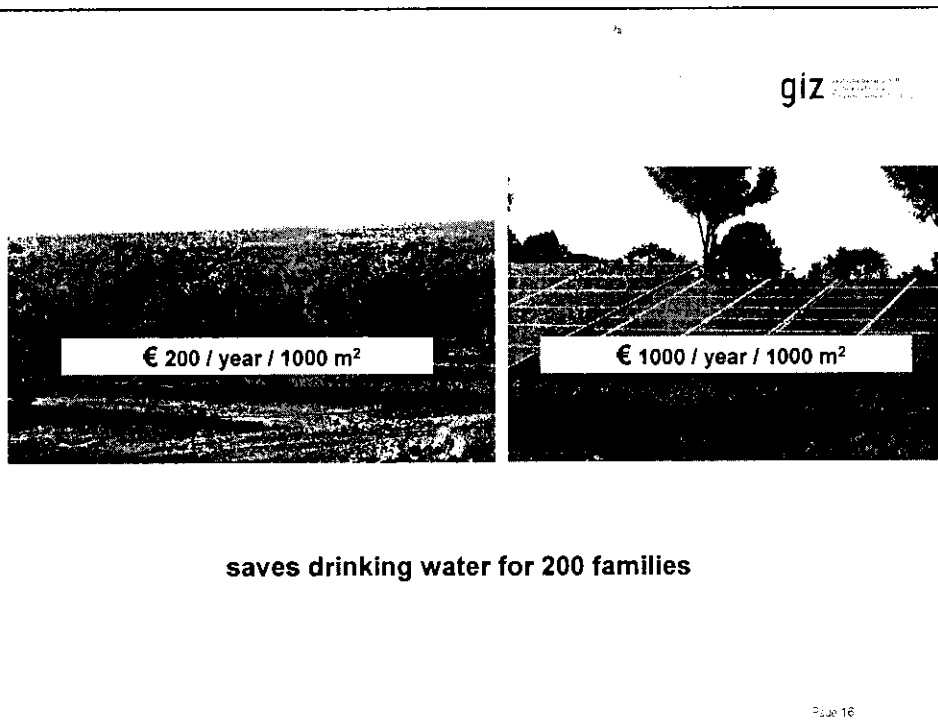 giz
€ 200 / year / 1000 m²
€ 1000 / year / 1000 m²
saves drinking water for 200 families
Page 16